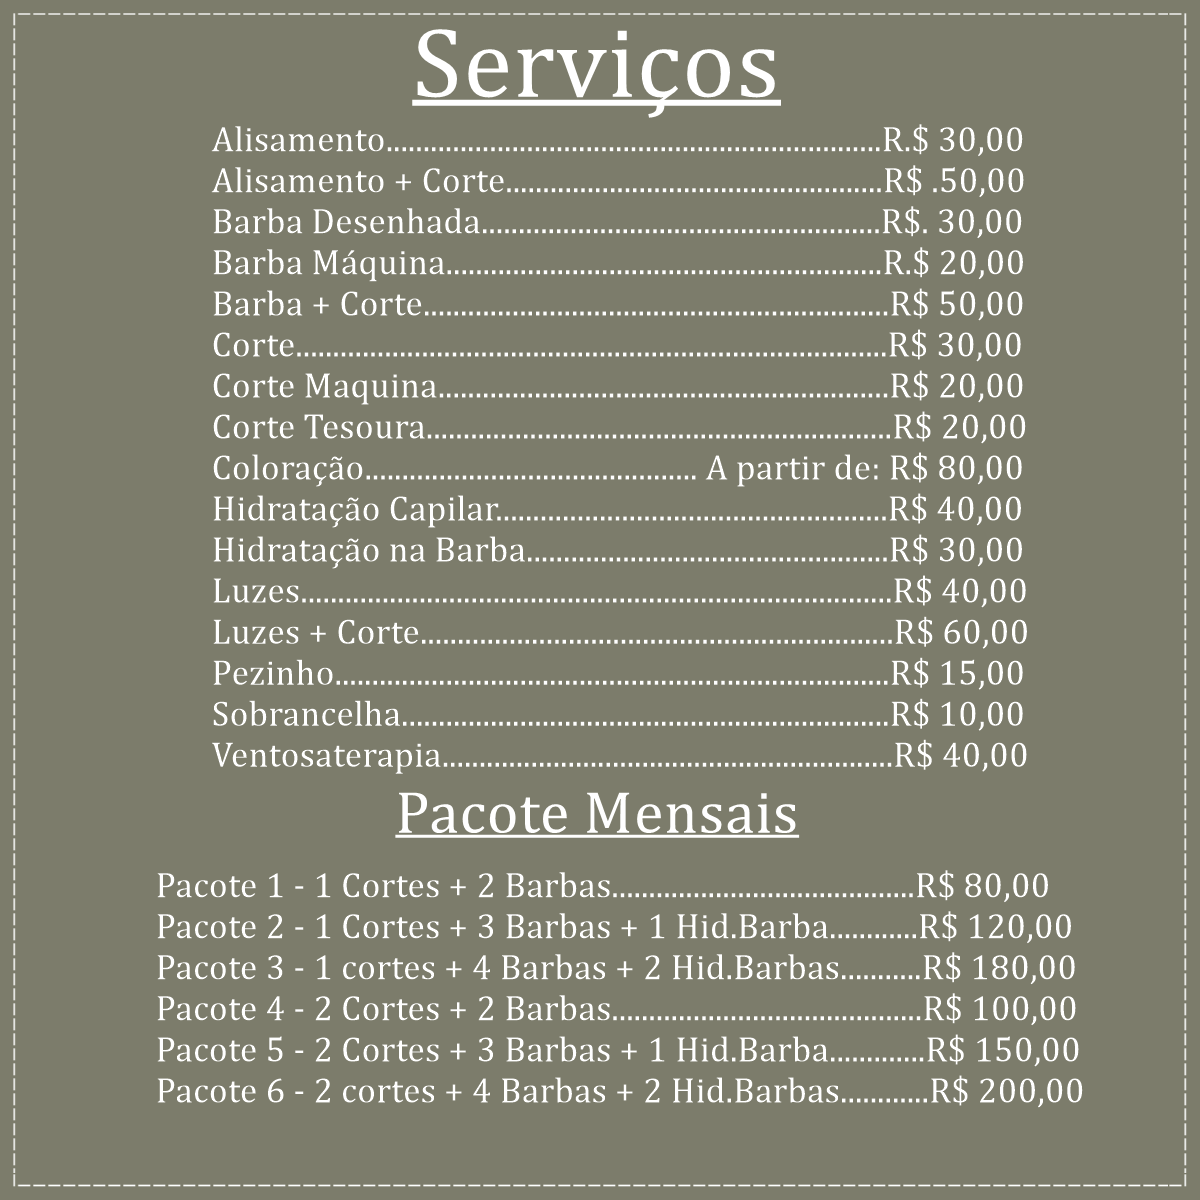 Serviços
Alisamento...................................................................R.$ 30,00
Alisamento + Corte...................................................R$ .50,00
Barba Desenhada......................................................R$. 30,00
Barba Máquina...........................................................R.$ 20,00
Barba + Corte...............................................................R$ 50,00
Corte................................................................................R$ 30,00
Corte Maquina.............................................................R$ 20,00
Corte Tesoura...............................................................R$ 20,00
Coloração............................................. A partir de: R$ 80,00
Hidratação Capilar.....................................................R$ 40,00
Hidratação na Barba.................................................R$ 30,00
Luzes................................................................................R$ 40,00
Luzes + Corte................................................................R$ 60,00
Pezinho...........................................................................R$ 15,00
Sobrancelha..................................................................R$ 10,00
Ventosaterapia.............................................................R$ 40,00
Pacote Mensais
Pacote 1 - 1 Cortes + 2 Barbas.........................................R$ 80,00
Pacote 2 - 1 Cortes + 3 Barbas + 1 Hid.Barba............R$ 120,00
Pacote 3 - 1 cortes + 4 Barbas + 2 Hid.Barbas...........R$ 180,00
Pacote 4 - 2 Cortes + 2 Barbas..........................................R$ 100,00
Pacote 5 - 2 Cortes + 3 Barbas + 1 Hid.Barba.............R$ 150,00
Pacote 6 - 2 cortes + 4 Barbas + 2 Hid.Barbas............R$ 200,00